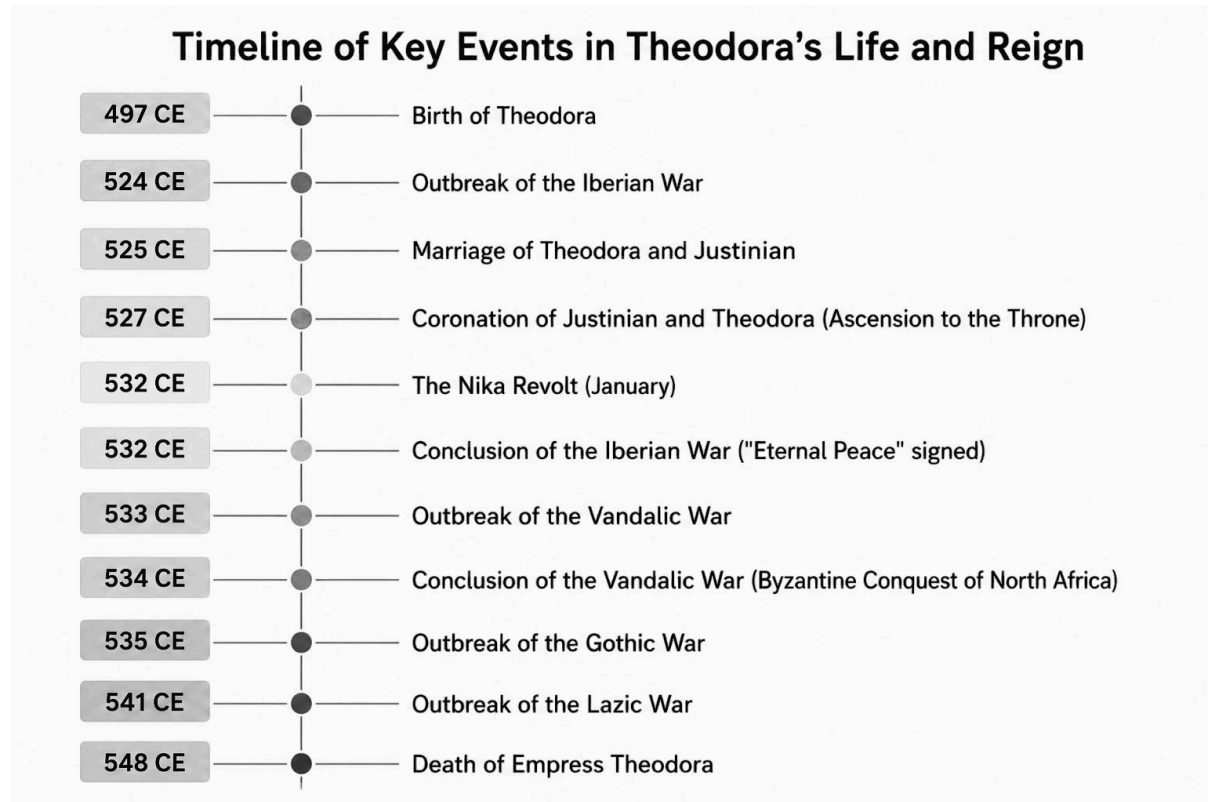 Timeline of Key Events in Theodora’s Life and Reign
497 CE Birth of Theodora
524 CE Outbreak of the Iberian War
525 CE Marriage of Theodora and Justinian
527 CE Coronation of Justinian and Theodora (Ascension to the Throne)
532 CE The Nika Revolt (January)
532 CE Conclusion of the Iberian War ("Eternal Peace" signed)
533 CE Outbreak of the Vandalic War
534 CE Conclusion of the Vandalic War (Byzantine Conquest of North Africa)
535 CE Outbreak of the Gothic War
541 CE Outbreak of the Lazic War
548 CE Death of Empress Theodora